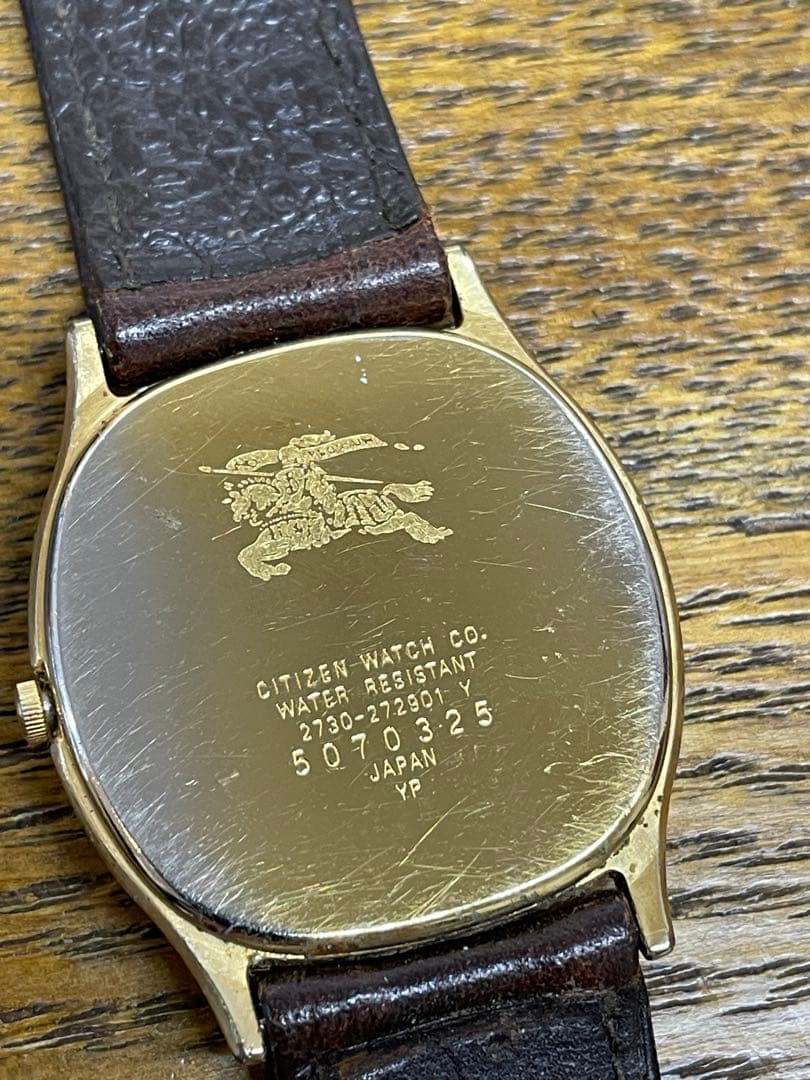 CITIZEN WATCH CO.
WATER RESISTANT
2730-272901 Y
5070325
JAPAN
YP